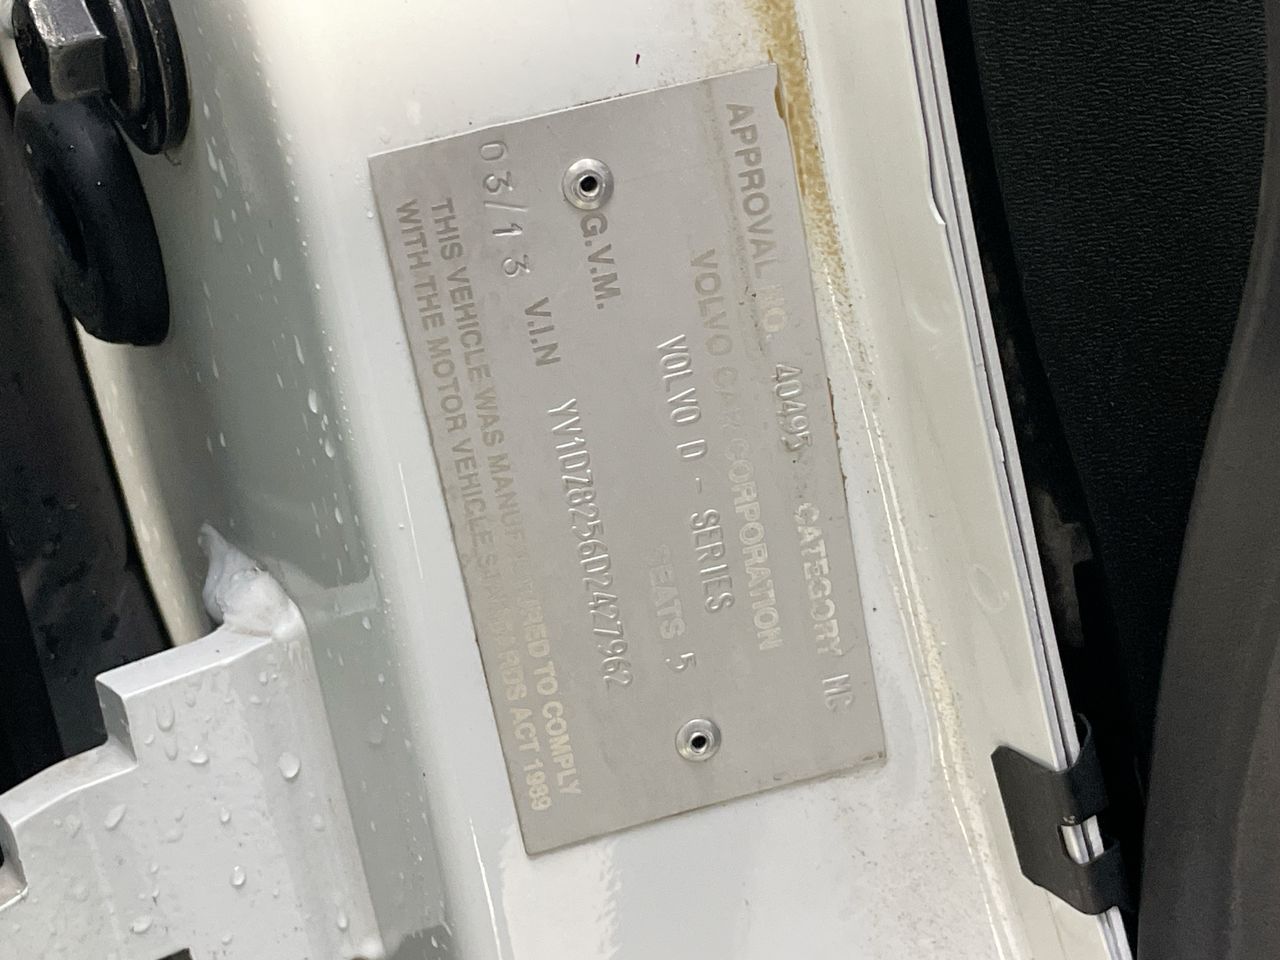 APPROVAL NO. 40495 CATEGORY MC
VOLVO CAR CORPORATION
VOLVO D - SERIES
SEATS 5
G.V.M.
03/13 V.I.N YV1DZ8256D2427962
THIS VEHICLE WAS MANUFACTURED TO COMPLY
WITH THE MOTOR VEHICLE STANDARDS ACT 1989